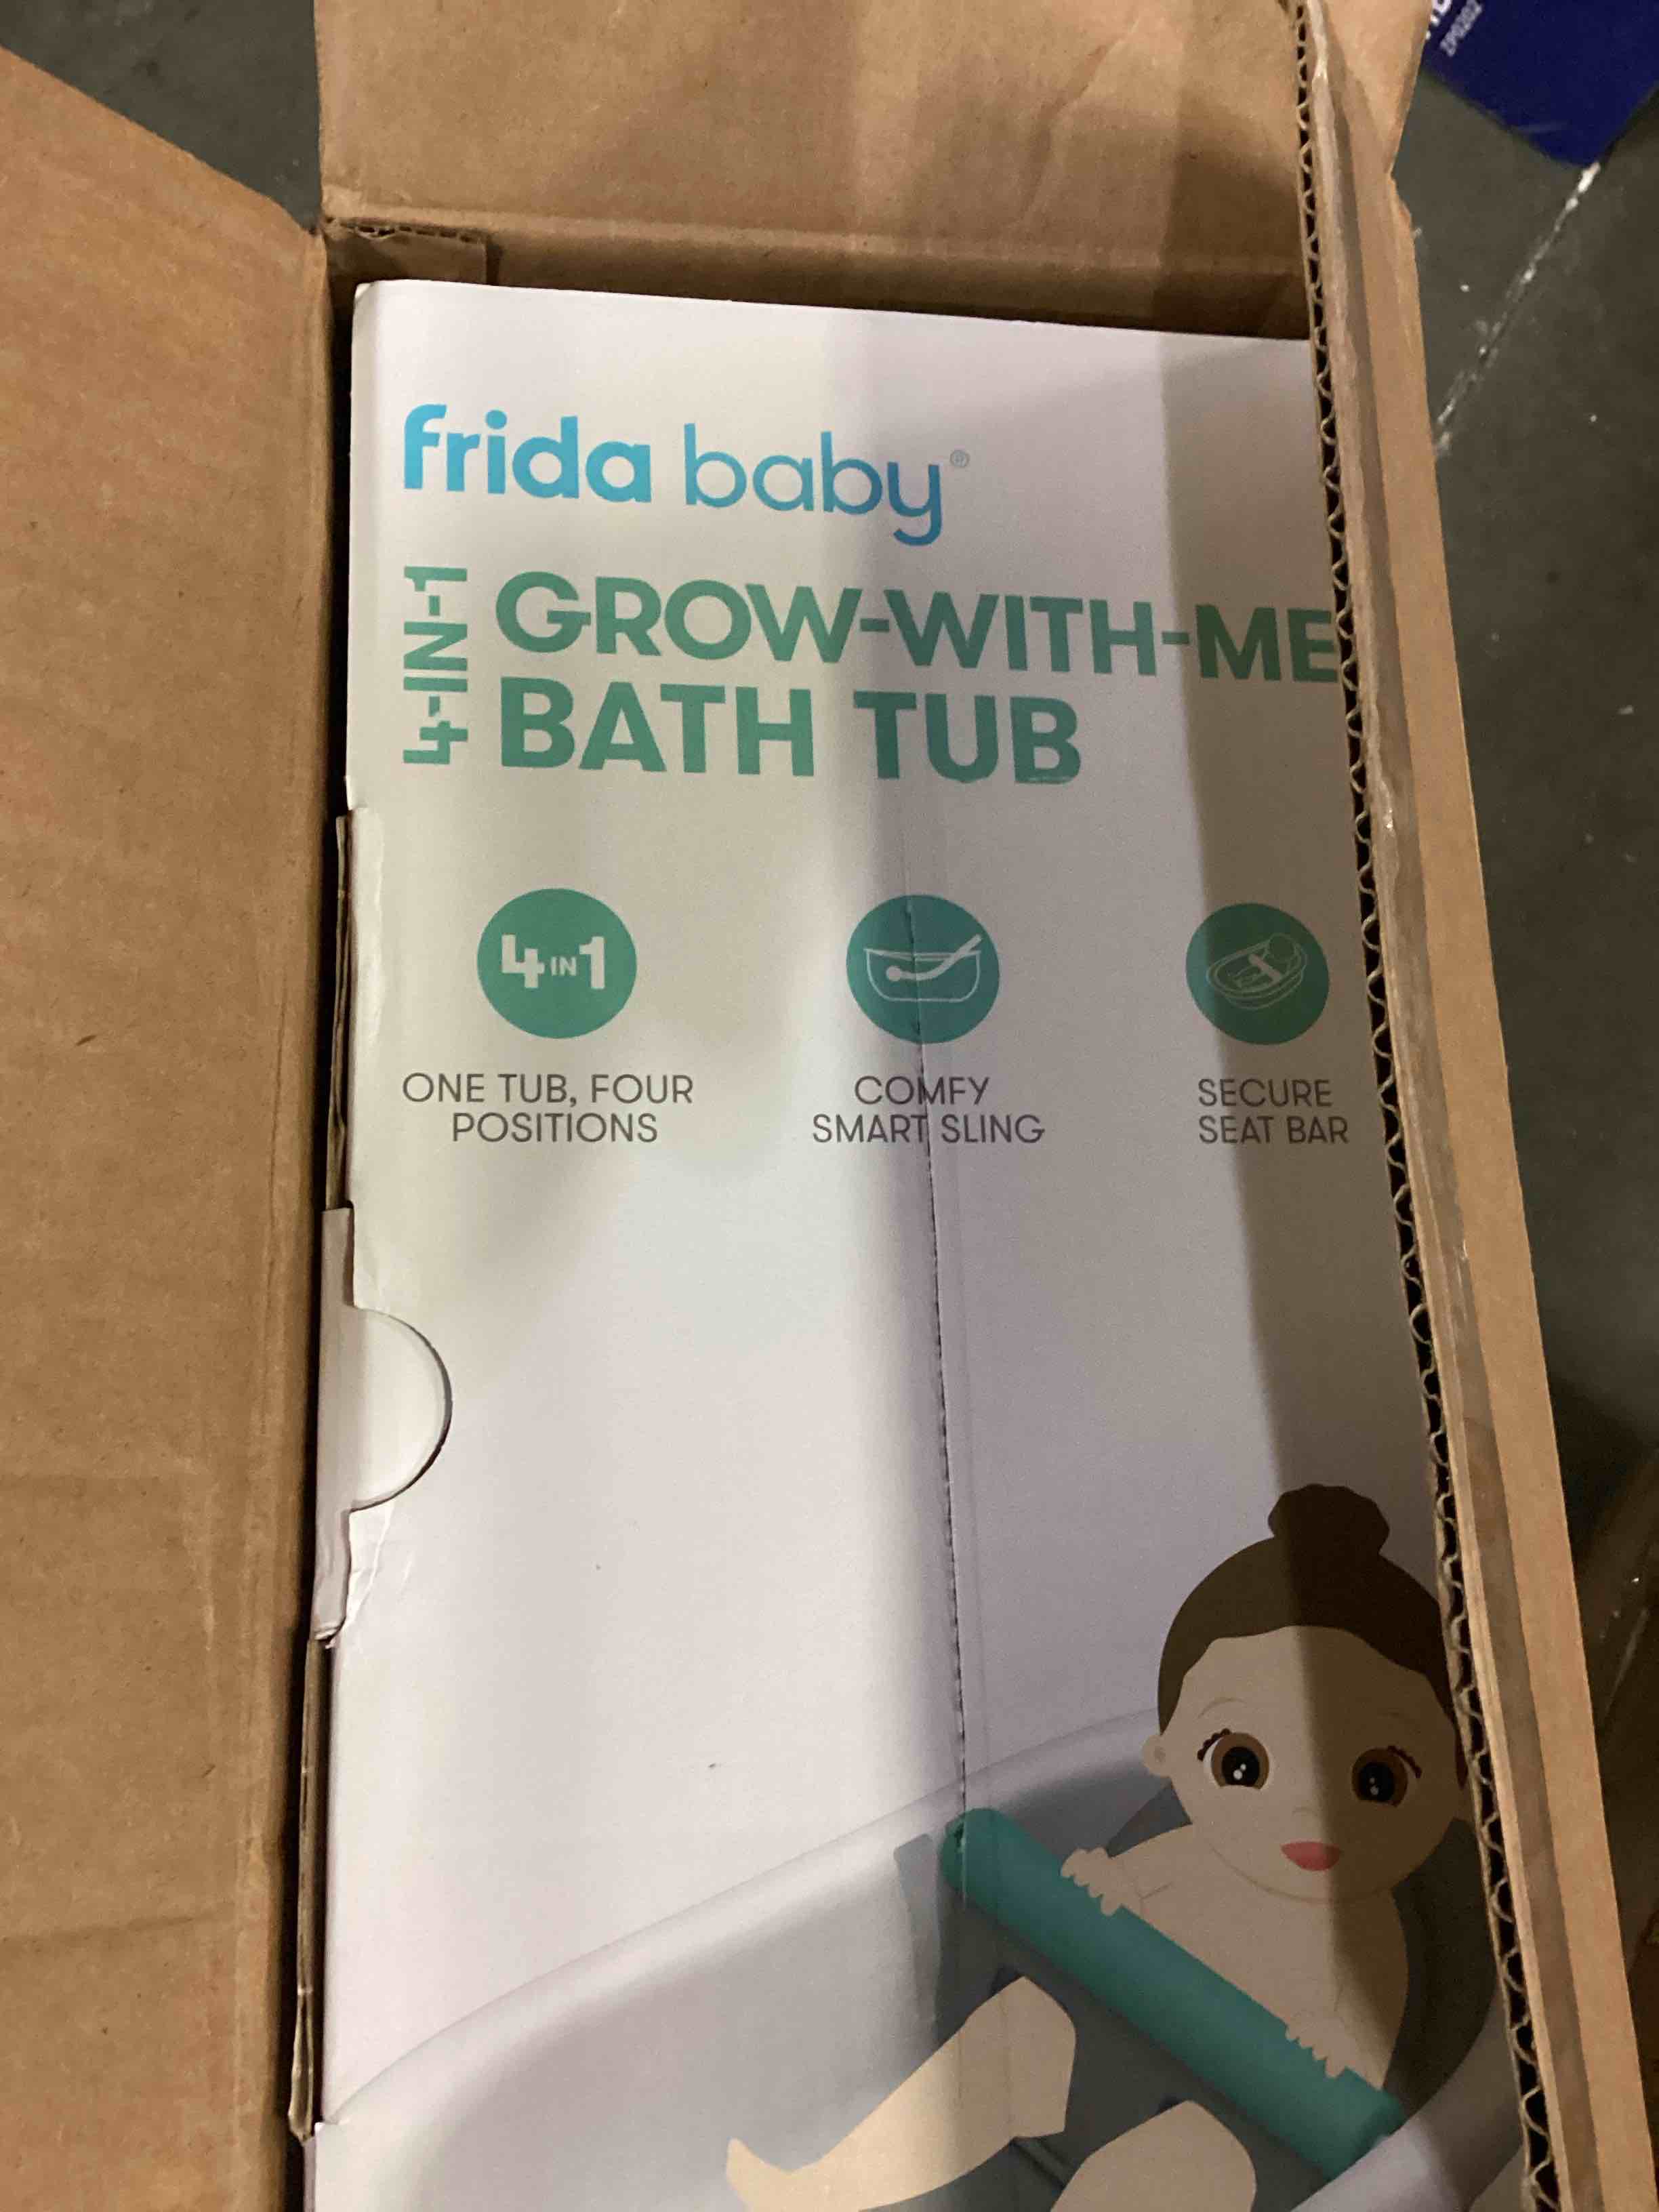 frida baby®
4-IN-1
GROW-WITH-ME
BATH TUB
4 IN 1
ONE TUB, FOUR
POSITIONS
COMFY
SMART SLING
SECURE
SEAT BAR